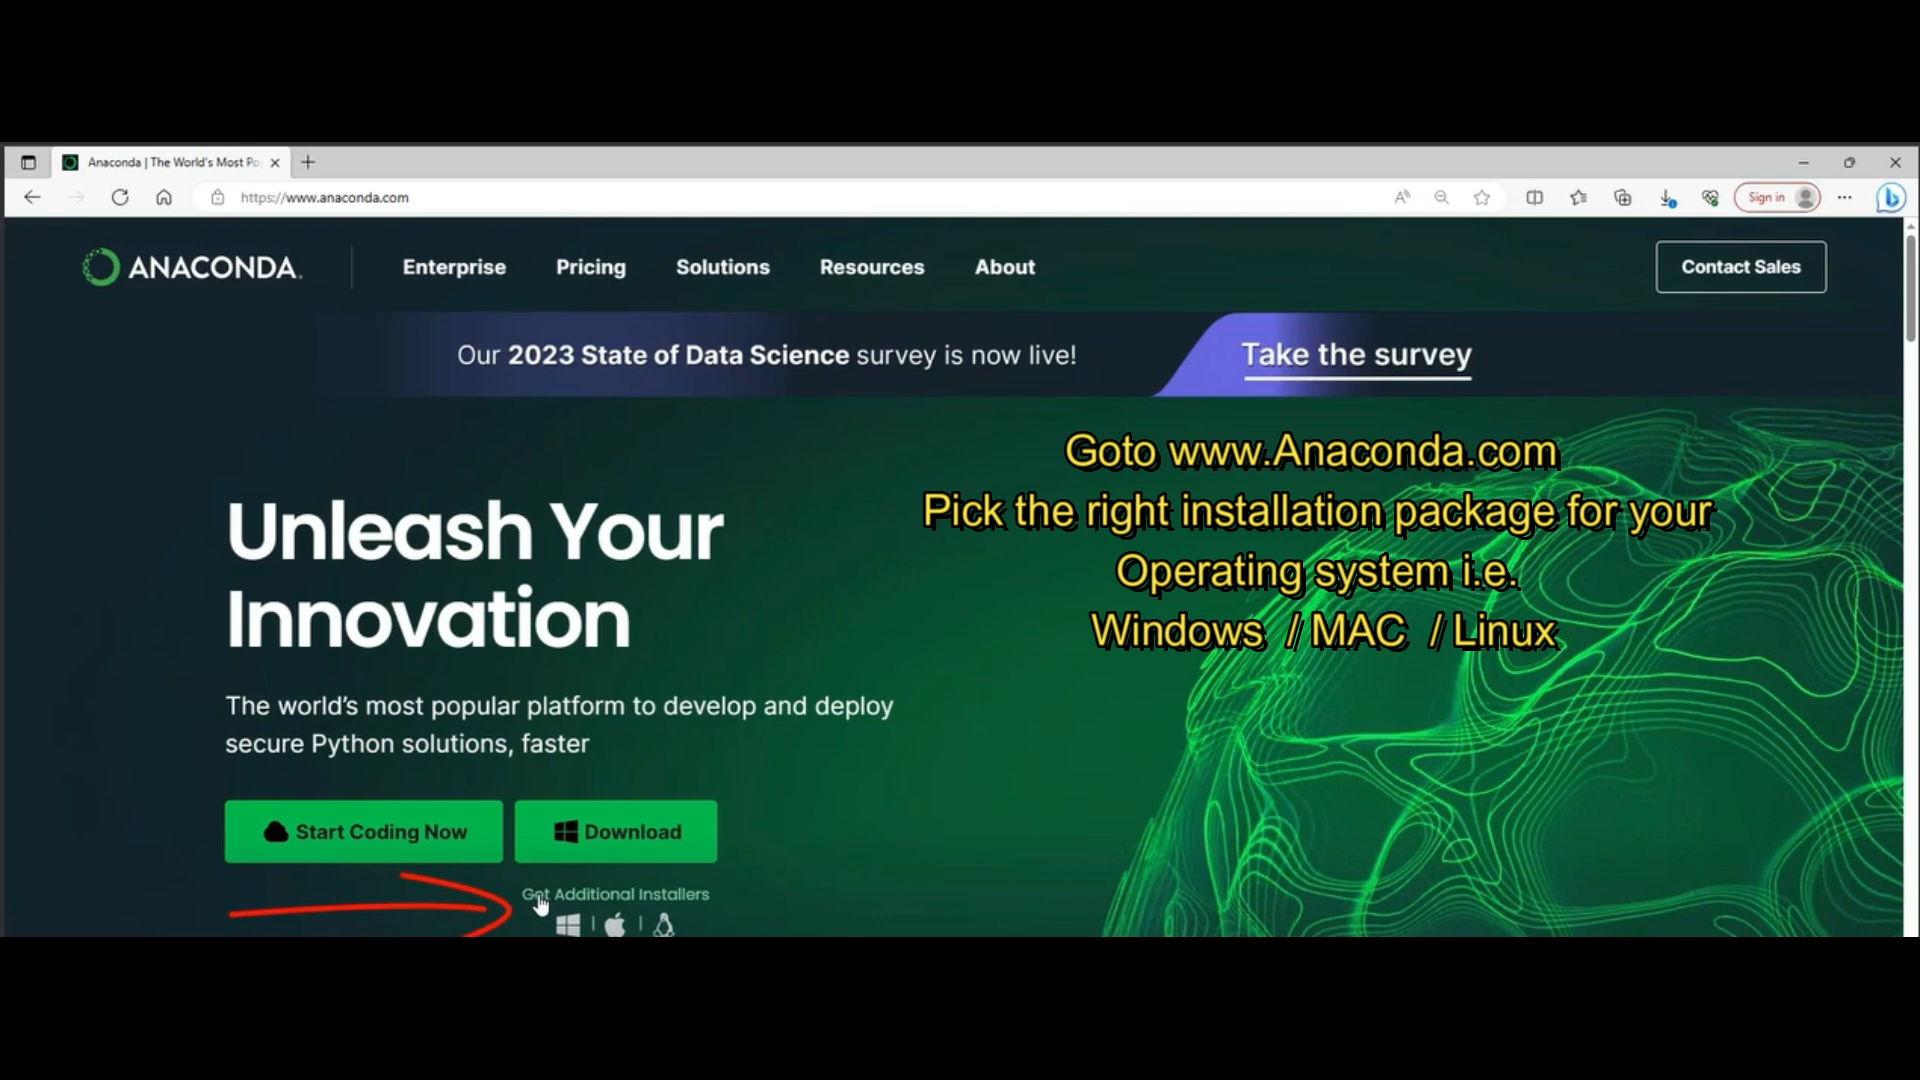 Anaconda | The World's Most Po
https://www.anaconda.com
Sign in
ANACONDA.
Enterprise
Pricing
Solutions
Resources
About
Contact Sales
Our 2023 State of Data Science survey is now live!
Take the survey
Goto www.Anaconda.com
Pick the right installation package for your
Operating system i.e.
Windows / MAC / Linux
Unleash Your
Innovation
The world's most popular platform to develop and deploy
secure Python solutions, faster
Start Coding Now
Download
Get Additional Installers